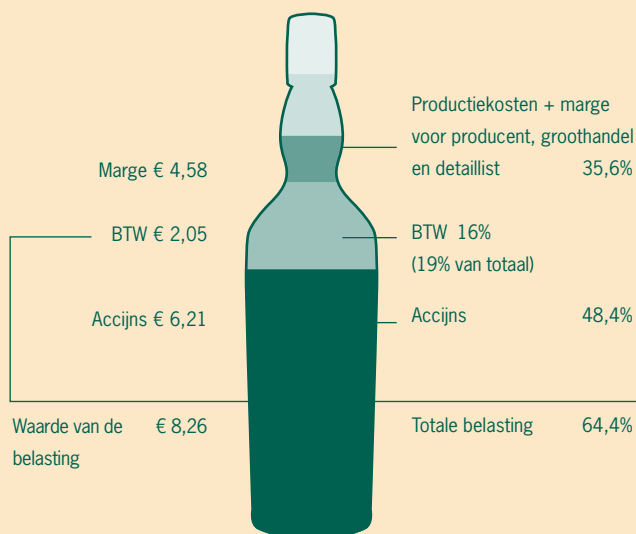 Productiekosten + marge
voor producent, groothandel
Marge € 4,58 en detaillist 35,6%
BTW € 2,05 BTW 16%
(19% van totaal)
Accijns € 6,21 Accijns 48,4%
Waarde van de € 8,26 Totale belasting 64,4%
belasting